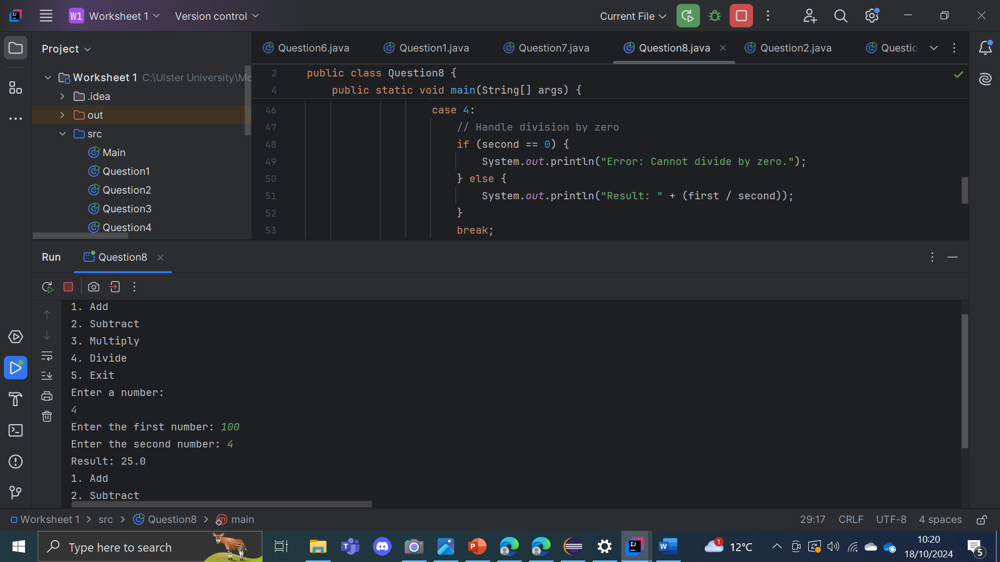 W1 Worksheet 1 Version control Current File
Project
Question6.java Question1.java Question7.java Question8.java Question2.java Questio
Worksheet 1 C:\Ulster University\Mo
.idea
out
src
Main
Question1
Question2
Question3
Question4
2 public class Question8 {
4 public static void main(String[] args) {
46 case 4:
47 // Handle division by zero
48 if (second == 0) {
49 System.out.println("Error: Cannot divide by zero.");
50 } else {
51 System.out.println("Result: " + (first / second));
52 }
53 break;
Run Question8
1. Add
2. Subtract
3. Multiply
4. Divide
5. Exit
Enter a number:
4
Enter the first number: 100
Enter the second number: 4
Result: 25.0
1. Add
2. Subtract
Worksheet 1 > src > Question8 > main 29:17 CRLF UTF-8 4 spaces
Type here to search
1 12°C
10:20
18/10/2024
5